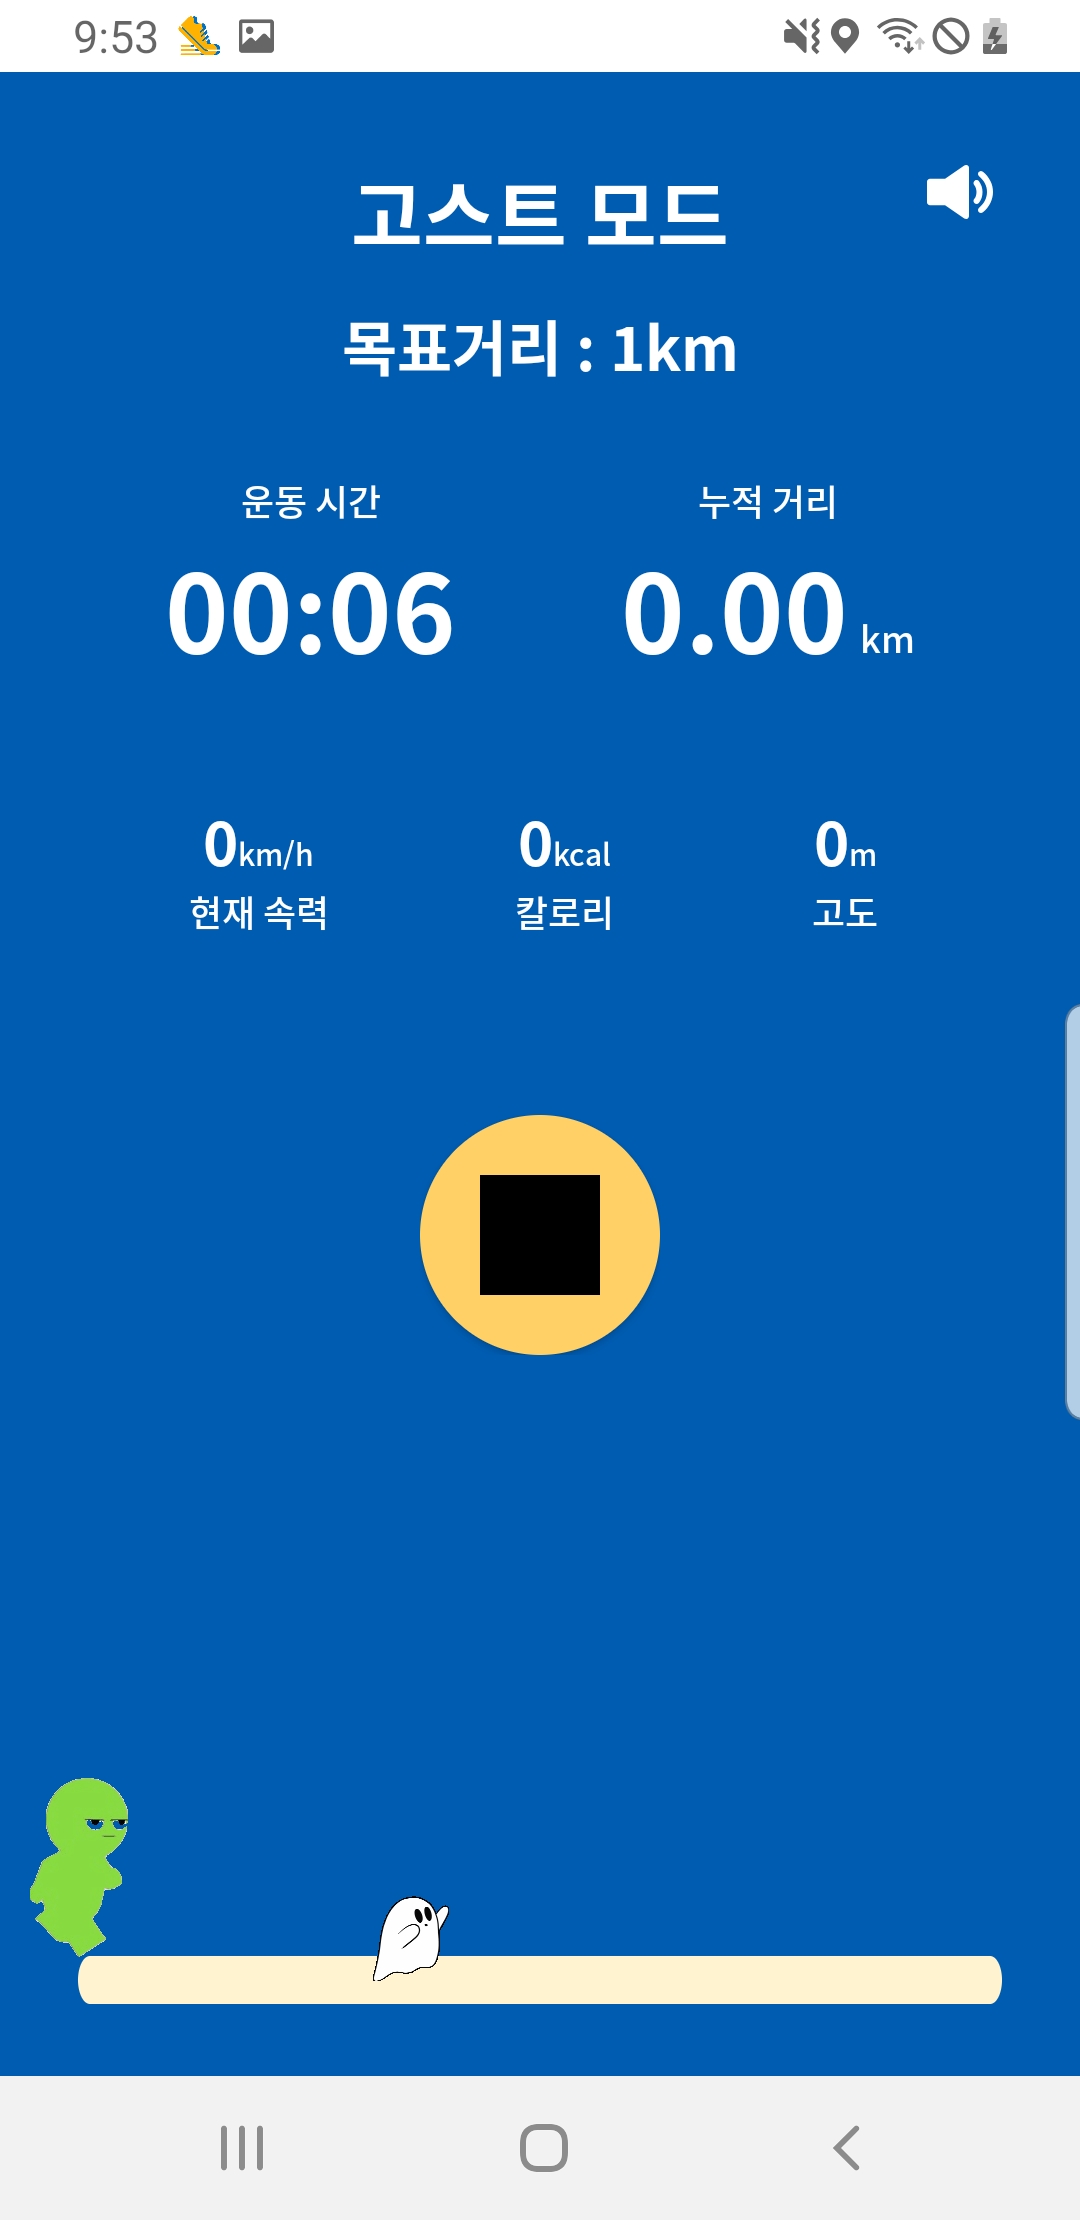 9:53
고스트 모드
목표거리 : 1km
운동 시간
누적 거리
00:06
0.00 km
0km/h
0kcal
0m
현재 속력
칼로리
고도